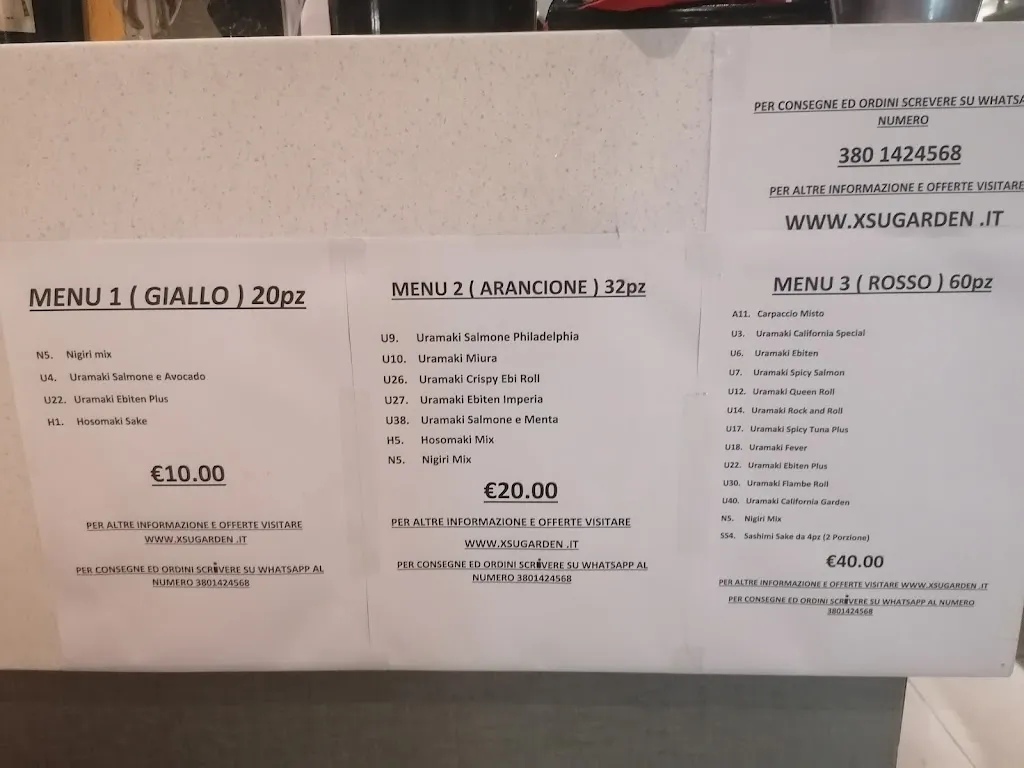 PER CONSEGNE ED ORDINI SCREVERE SU WHATSA
NUMERO
380 1424568
PER ALTRE INFORMAZIONE E OFFERTE VISITARE
WWW.XSUGARDEN .IT
MENU 1 ( GIALLO ) 20pz
N5. Nigiri mix
U4. Uramaki Salmone e Avocado
U22. Uramaki Ebiten Plus
H1. Hosomaki Sake
€10.00
PER ALTRE INFORMAZIONE E OFFERTE VISITARE
WWW.XSUGARDEN .IT
PER CONSEGNE ED ORDINI SCRIVERE SU WHATSAPP AL
NUMERO 3801424568
MENU 2 ( ARANCIONE ) 32pz
U9. Uramaki Salmone Philadelphia
U10. Uramaki Miura
U26. Uramaki Crispy Ebi Roll
U27. Uramaki Ebiten Imperia
U38. Uramaki Salmone e Menta
H5. Hosomaki Mix
N5. Nigiri Mix
€20.00
PER ALTRE INFORMAZIONE E OFFERTE VISITARE
WWW.XSUGARDEN .IT
PER CONSEGNE ED ORDINI SCRIVERE SU WHATSAPP AL
NUMERO 3801424568
MENU 3 ( ROSSO ) 60pz
A11. Carpaccio Misto
U3. Uramaki California Special
U6. Uramaki Ebiten
U7. Uramaki Spicy Salmon
U12. Uramaki Queen Roll
U14. Uramaki Rock and Roll
U17. Uramaki Spicy Tuna Plus
U18. Uramaki Fever
U22. Uramaki Ebiten Plus
U30. Uramaki Flambe Roll
U40. Uramaki California Garden
N5. Nigiri Mix
SS4. Sashimi Sake da 4pz (2 Porzione)
€40.00
PER ALTRE INFORMAZIONE E OFFERTE VISITARE WWW.XSUGARDEN .IT
PER CONSEGNE ED ORDINI SCRIVERE SU WHATSAPP AL NUMERO
3801424568